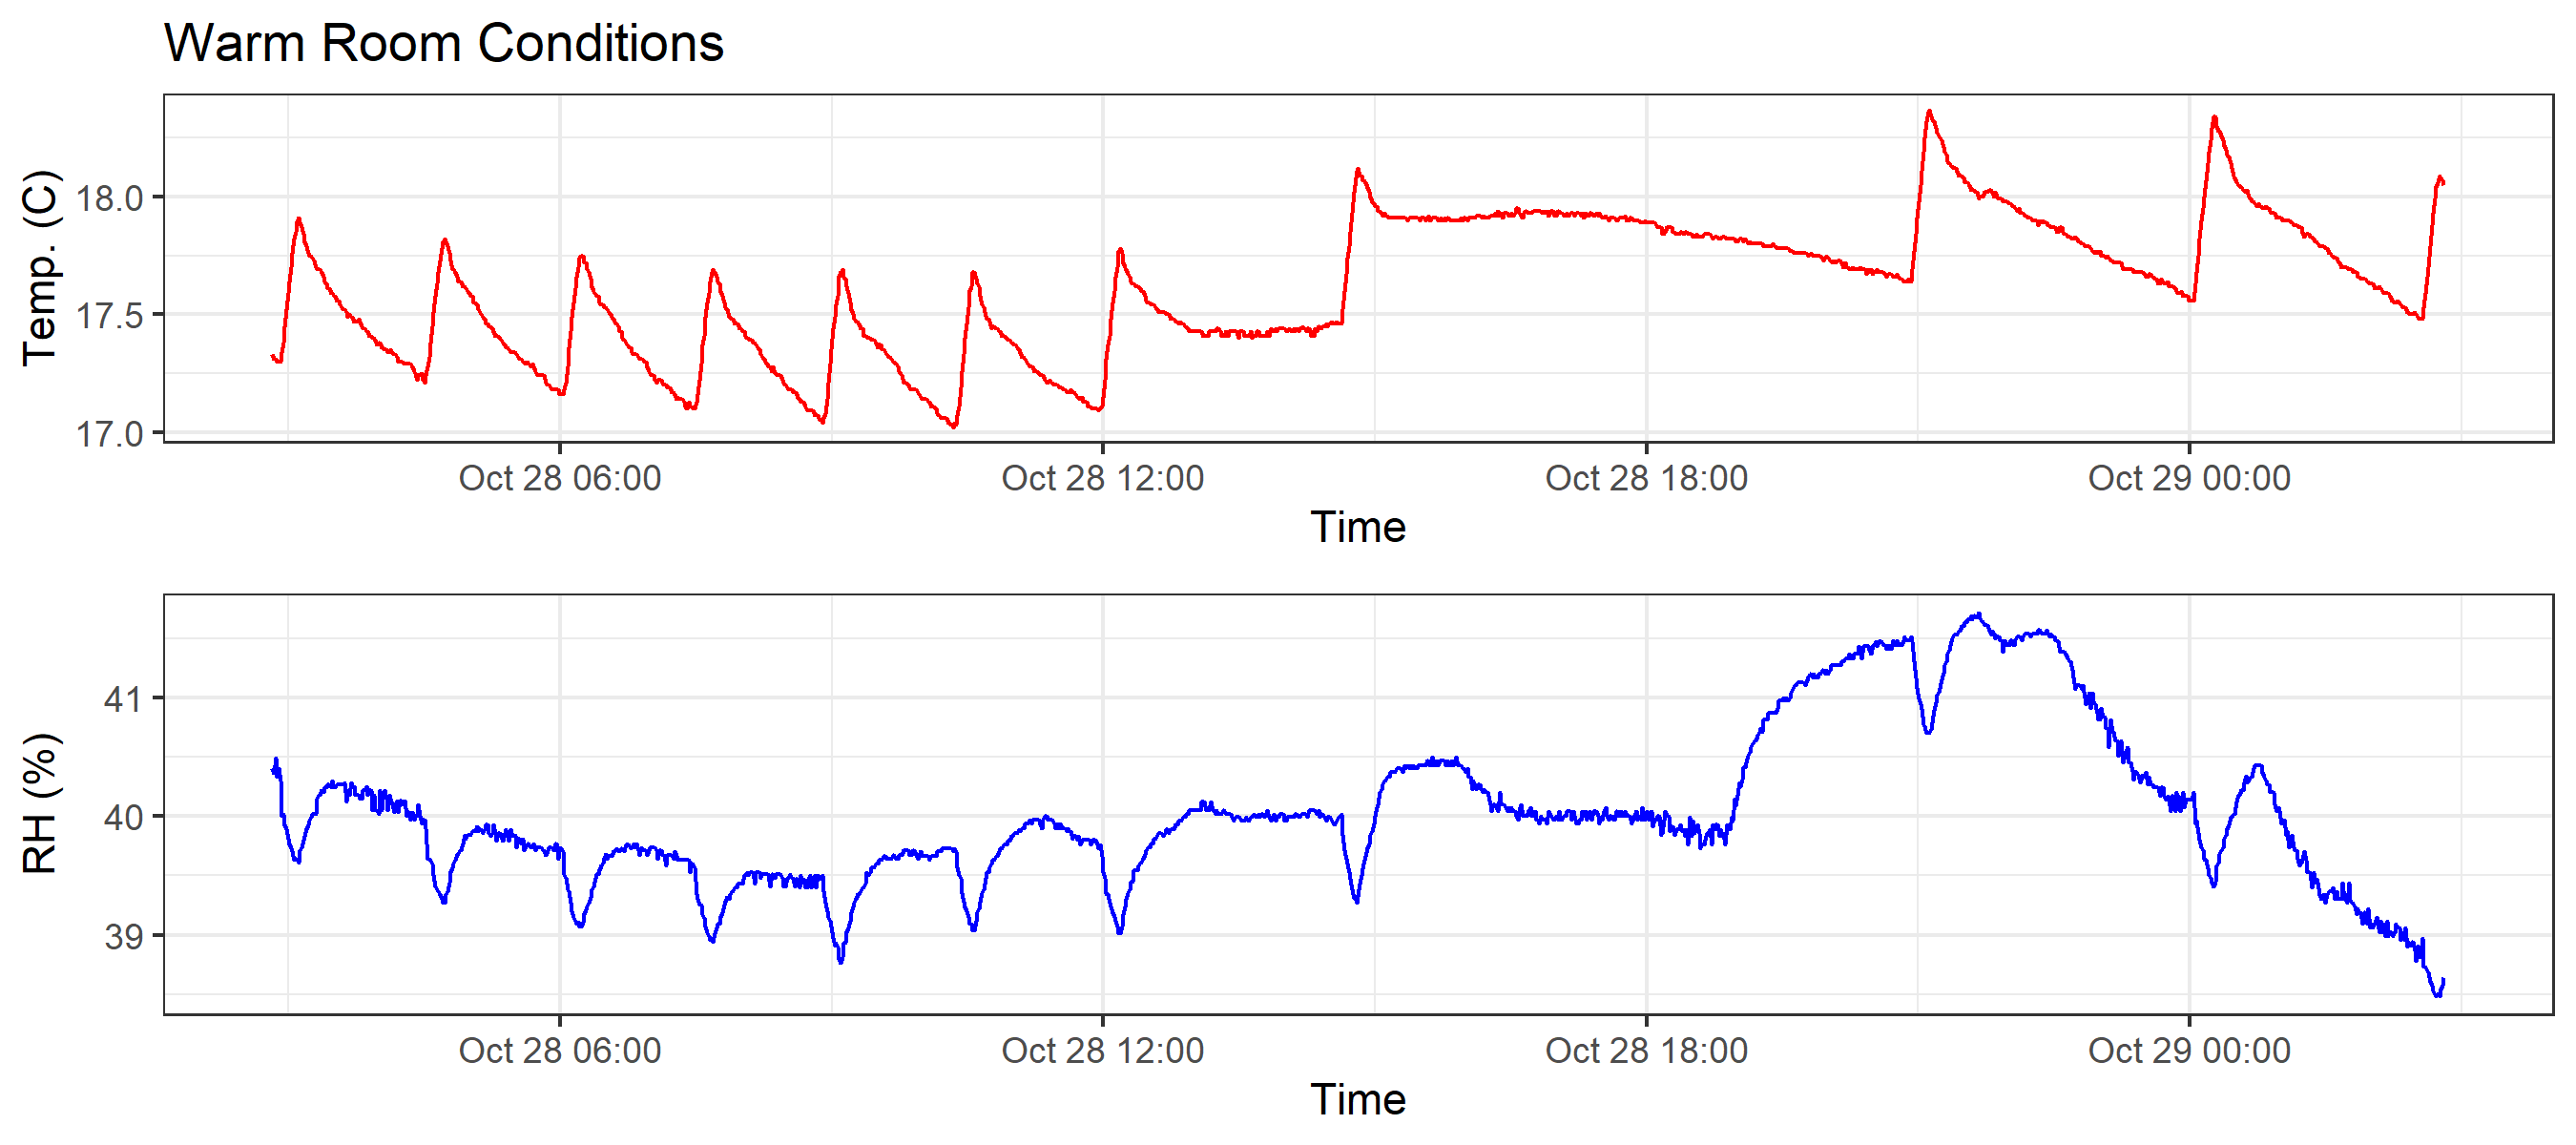 Warm Room Conditions
Temp. (C)
18.0
17.5
17.0
Oct 28 06:00 Oct 28 12:00 Oct 28 18:00 Oct 29 00:00
Time
RH (%)
41
40
39
Oct 28 06:00 Oct 28 12:00 Oct 28 18:00 Oct 29 00:00
Time